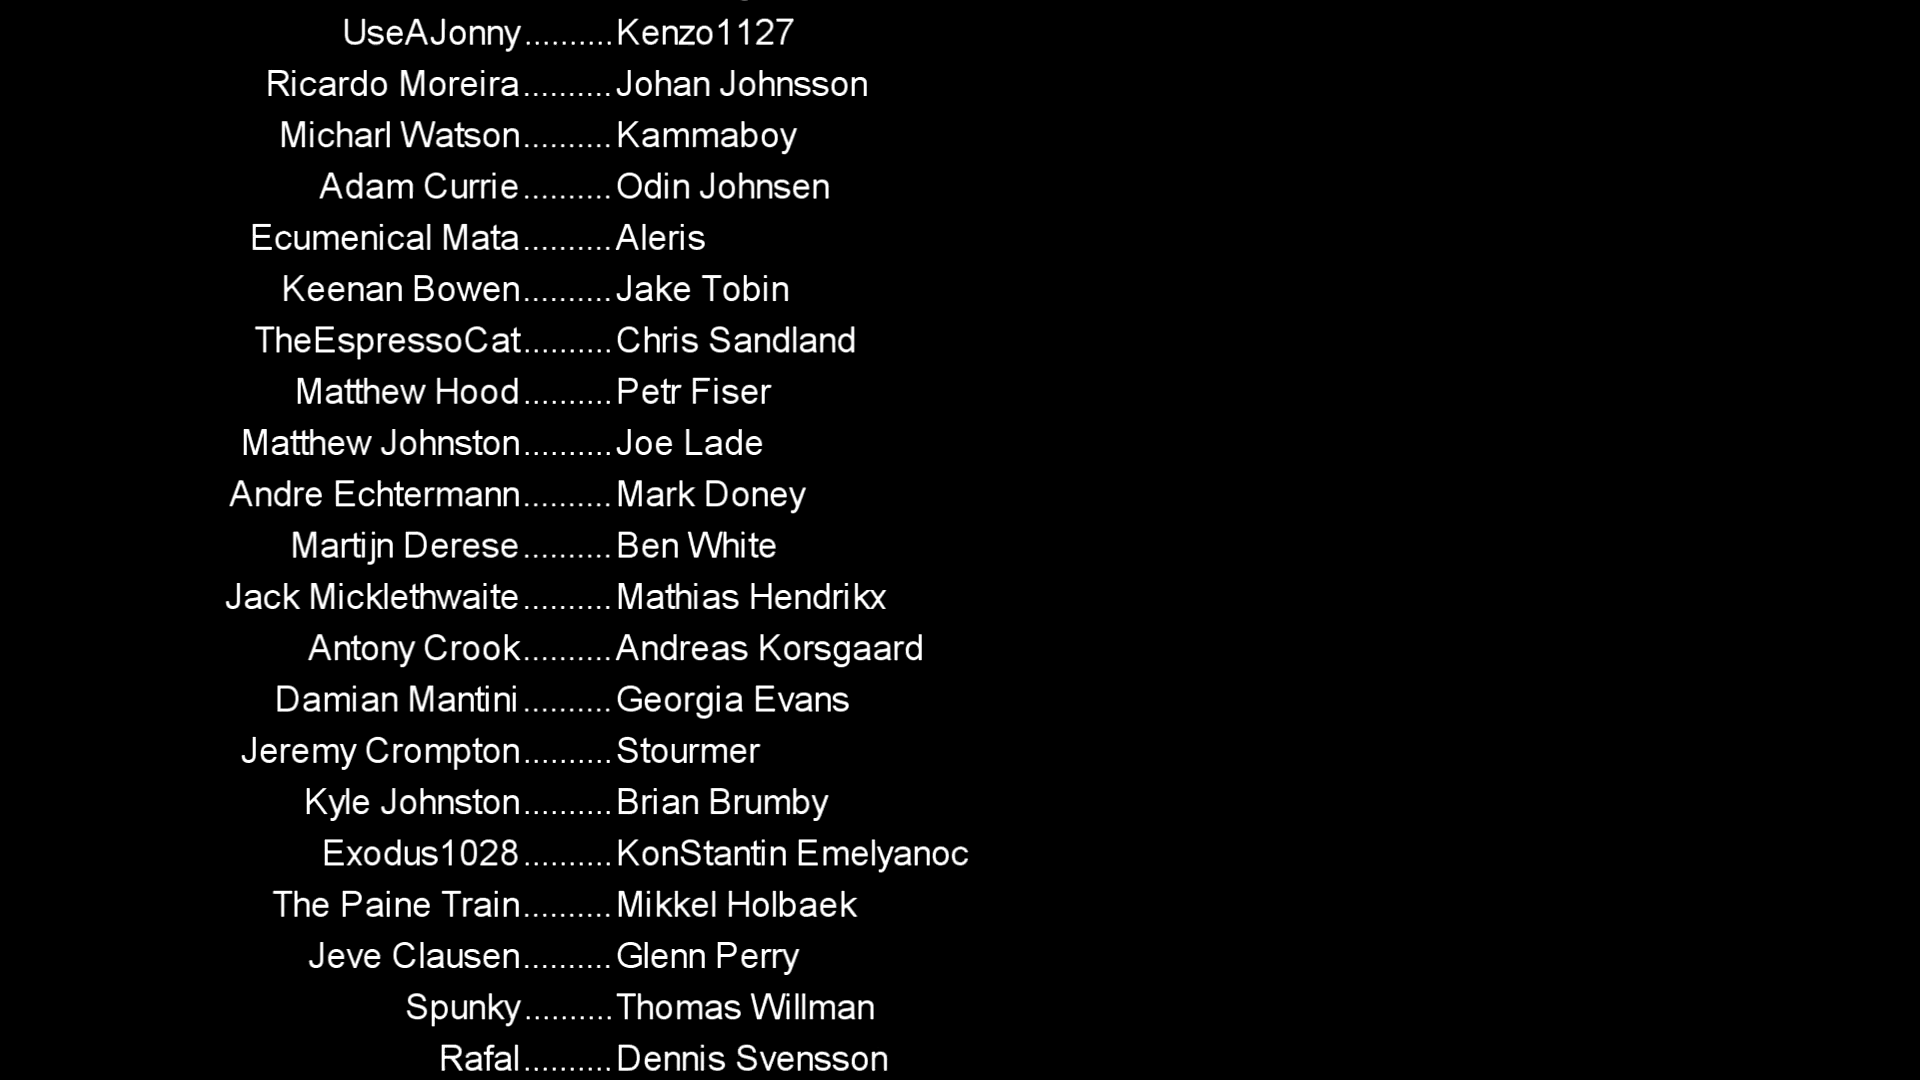 UseAJonny..........Kenzo1127
Ricardo Moreira..........Johan Johnsson
Micharl Watson..........Kammaboy
Adam Currie..........Odin Johnsen
Ecumenical Mata..........Aleris
Keenan Bowen..........Jake Tobin
TheEspressoCat..........Chris Sandland
Matthew Hood..........Petr Fiser
Matthew Johnston..........Joe Lade
Andre Echtermann..........Mark Doney
Martijn Derese..........Ben White
Jack Micklethwaite..........Mathias Hendrikx
Antony Crook..........Andreas Korsgaard
Damian Mantini..........Georgia Evans
Jeremy Crompton..........Stourmer
Kyle Johnston..........Brian Brumby
Exodus1028..........KonStantin Emelyanoc
The Paine Train..........Mikkel Holbaek
Jeve Clausen..........Glenn Perry
Spunky..........Thomas Willman
Rafal..........Dennis Svensson